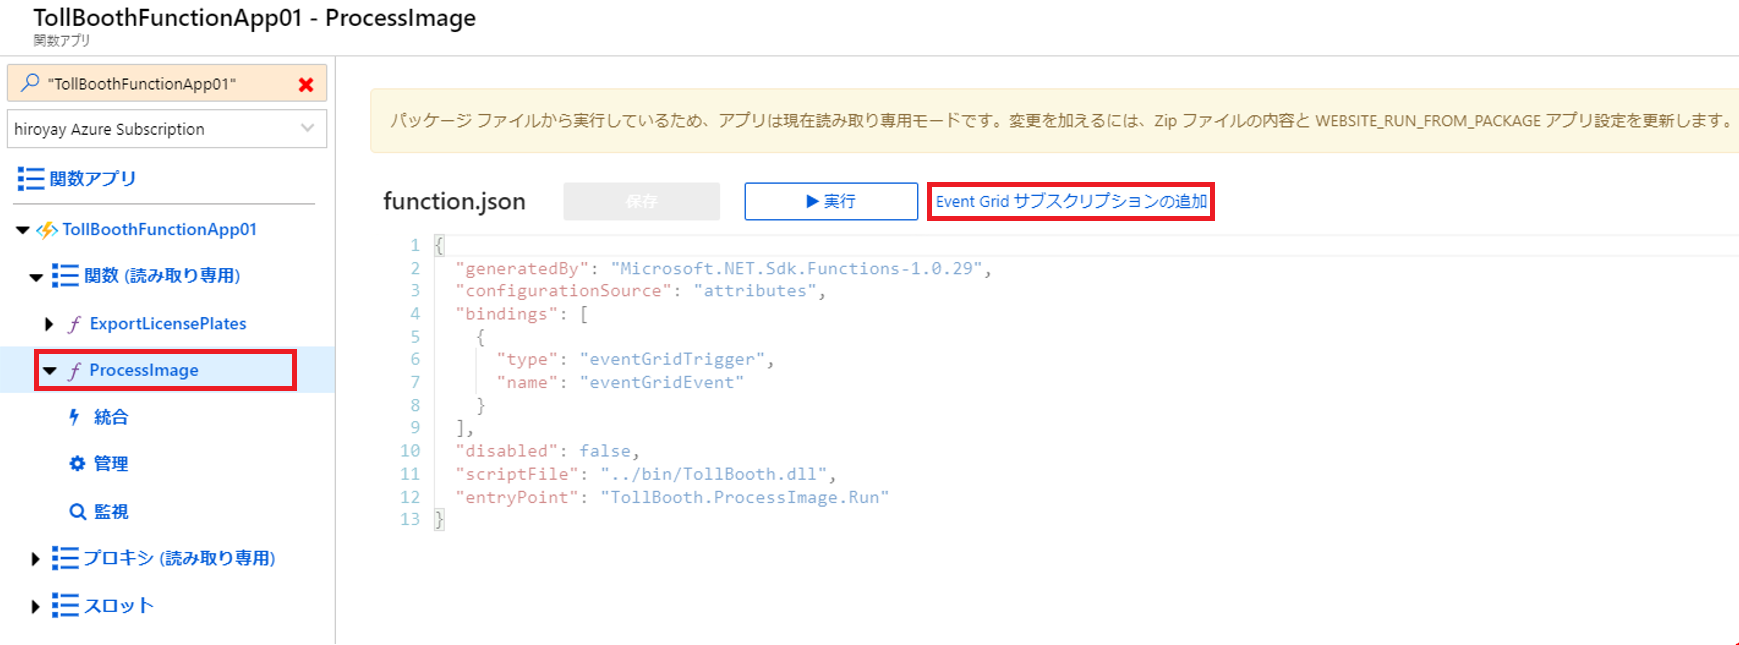 TollBoothFunctionApp01 - ProcessImage
関数アプリ
"TollBoothFunctionApp01"
hiroyay Azure Subscription
関数アプリ
TollBoothFunctionApp01
関数 (読み取り専用)
ExportLicensePlates
ProcessImage
統合
管理
監視
プロキシ (読み取り専用)
スロット
パッケージ ファイルから実行しているため、アプリは現在読み取り専用モードです。変更を加えるには、Zip ファイルの内容と WEBSITE_RUN_FROM_PACKAGE アプリ設定を更新します。
function.json
保存
実行
Event Grid サブスクリプションの追加
1 {
2 "generatedBy": "Microsoft.NET.Sdk.Functions-1.0.29",
3 "configurationSource": "attributes",
4 "bindings": [
5 {
6 "type": "eventGridTrigger",
7 "name": "eventGridEvent"
8 }
9 ],
10 "disabled": false,
11 "scriptFile": "../bin/TollBooth.dll",
12 "entryPoint": "TollBooth.ProcessImage.Run"
13 }